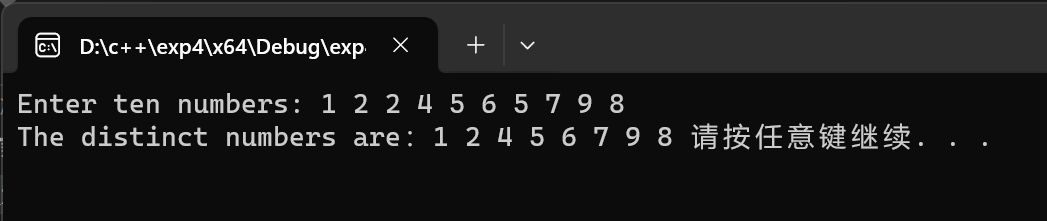 D:\c++\exp4\x64\Debug\exp
Enter ten numbers: 1 2 2 4 5 6 5 7 9 8
The distinct numbers are: 1 2 4 5 6 7 9 8 请按任意键继续. . .